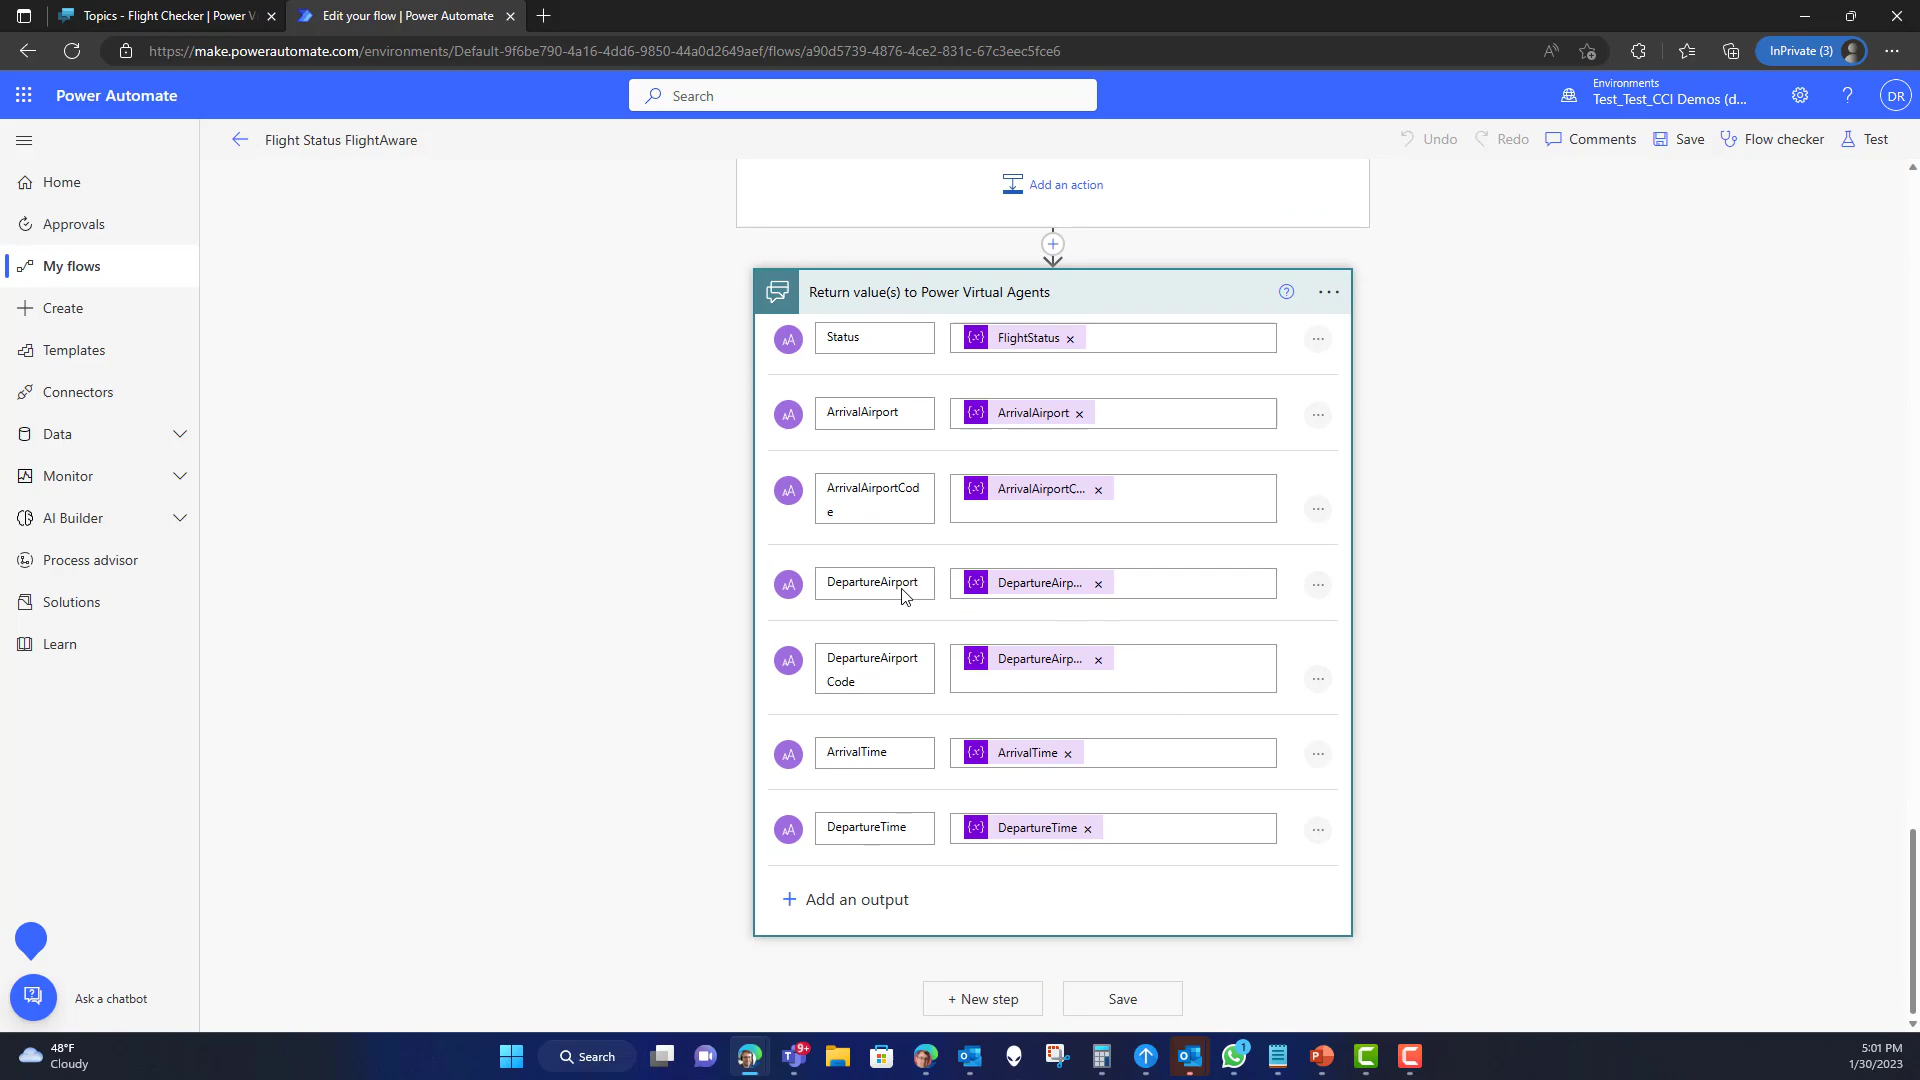 Topics - Flight Checker | Power V
Edit your flow | Power Automate
https://make.powerautomate.com/environments/Default-9f6be790-4a16-4dd6-9850-44a0d2649aef/flows/a90d5739-4876-4ce2-831c-67c3eec5fce6
InPrivate (3)
Power Automate
Search
Environments
Test_Test_CCI Demos (d...
DR
Flight Status FlightAware
Undo
Redo
Comments
Save
Flow checker
Test
Home
Approvals
My flows
Create
Templates
Connectors
Data
Monitor
AI Builder
Process advisor
Solutions
Learn
Ask a chatbot
Add an action
Return value(s) to Power Virtual Agents
Status
FlightStatus
ArrivalAirport
ArrivalAirport
ArrivalAirportCod
e
ArrivalAirportC...
DepartureAirport
DepartureAirp...
DepartureAirport
Code
DepartureAirp...
ArrivalTime
ArrivalTime
DepartureTime
DepartureTime
+ Add an output
+ New step
Save
48°F
Cloudy
Search
9+
1
5:01 PM
1/30/2023